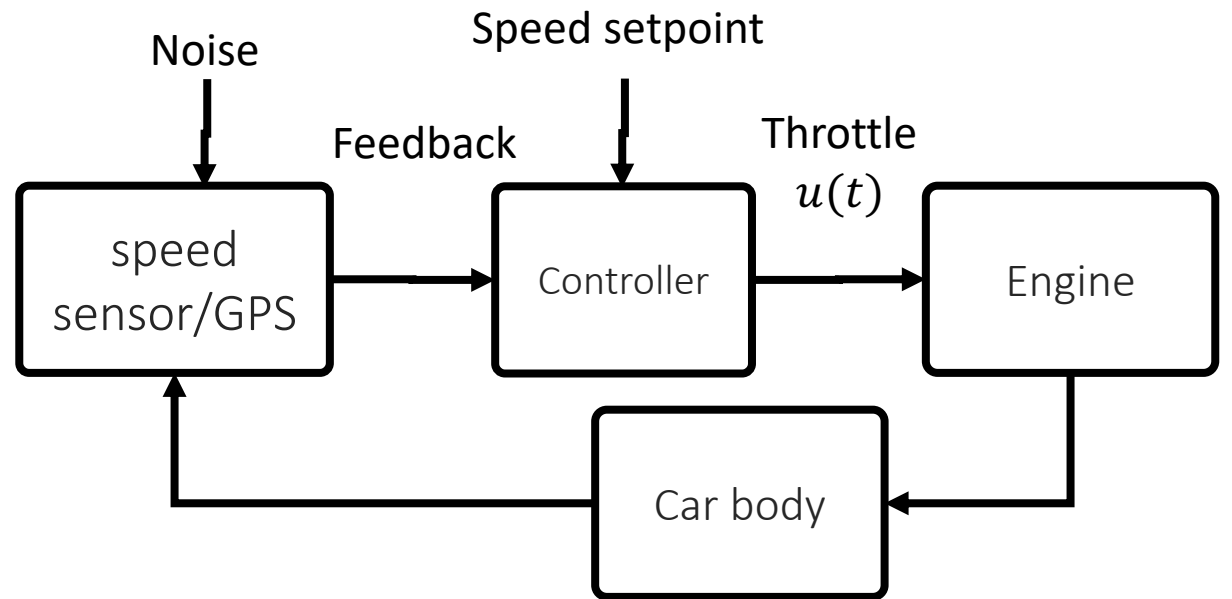 Speed setpoint
Noise
Feedback
Throttle
u(t)
speed
sensor/GPS
Controller
Engine
Car body